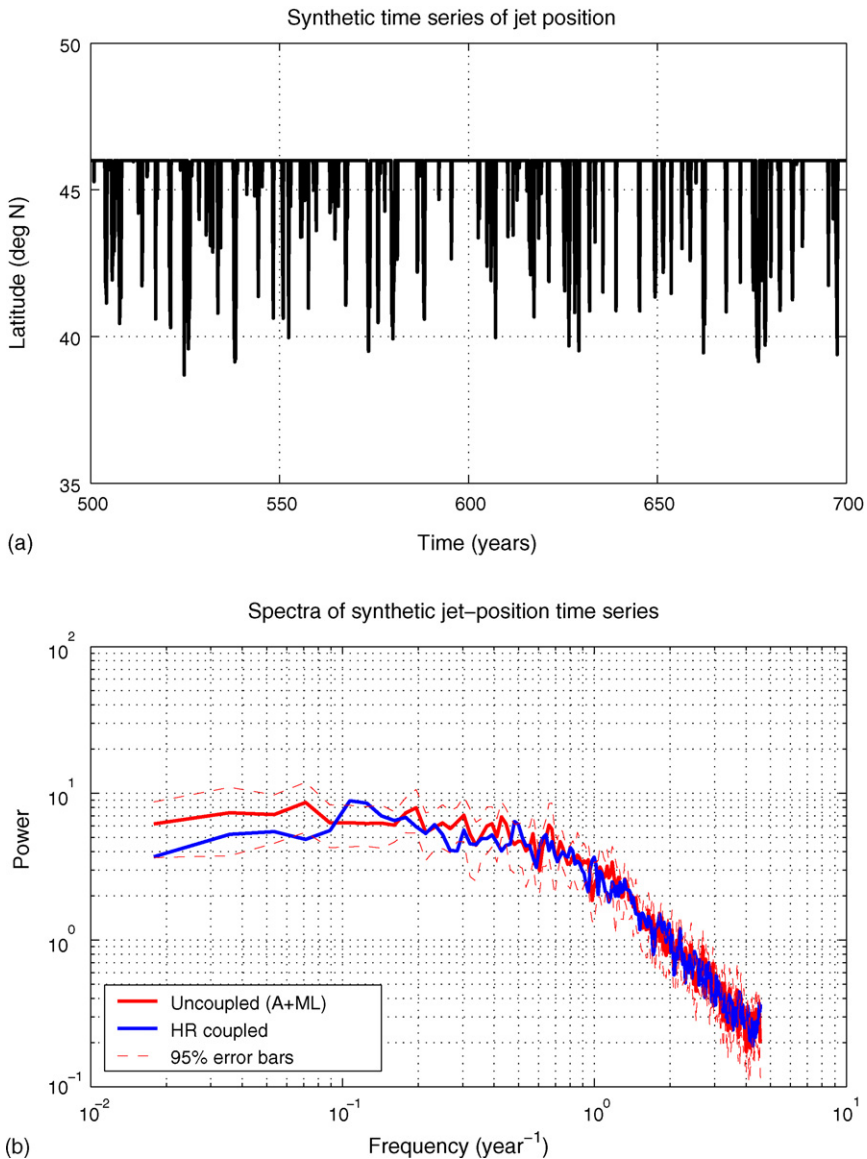 Synthetic time series of jet position
50
45
40
35
Latitude (deg N)
500 550 600 650 700
Time (years)
(a)
Spectra of synthetic jet–position time series
10^2
10^1
10^0
10^-1
Power
Uncoupled (A+ML)
HR coupled
95% error bars
10^-2 10^-1 10^0 10^1
Frequency (year^-1)
(b)